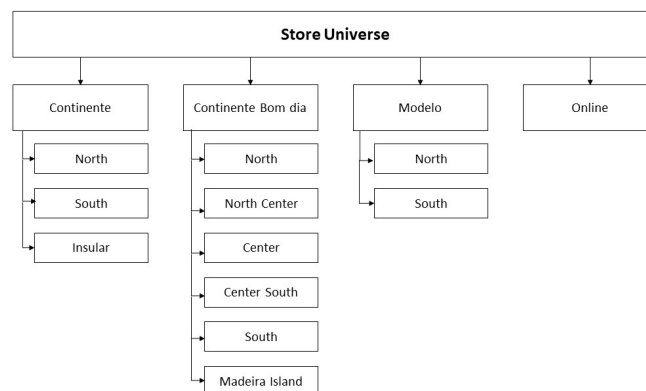 Store Universe
Continente
Continente Bom dia
Modelo
Online
North
South
Insular
North
North Center
Center
Center South
South
Madeira Island
North
South